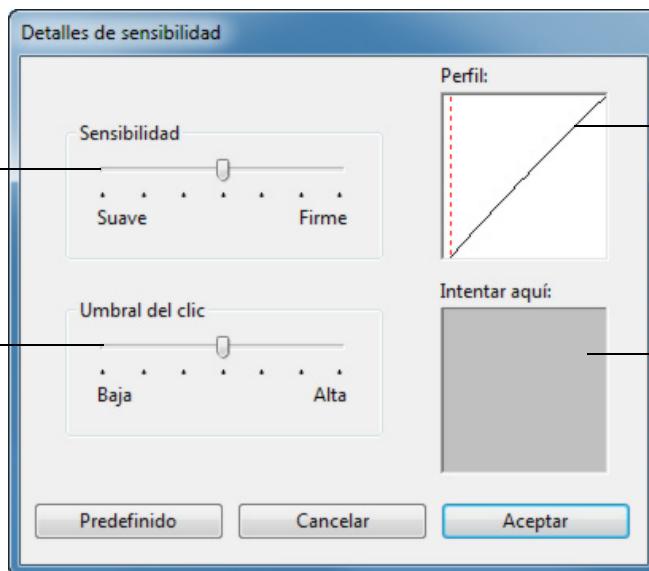 Detalles de sensibilidad
Perfil:
Sensibilidad
Suave Firme
Intentar aquí:
Umbral del clic
Baja Alta
Predefinido Cancelar Aceptar